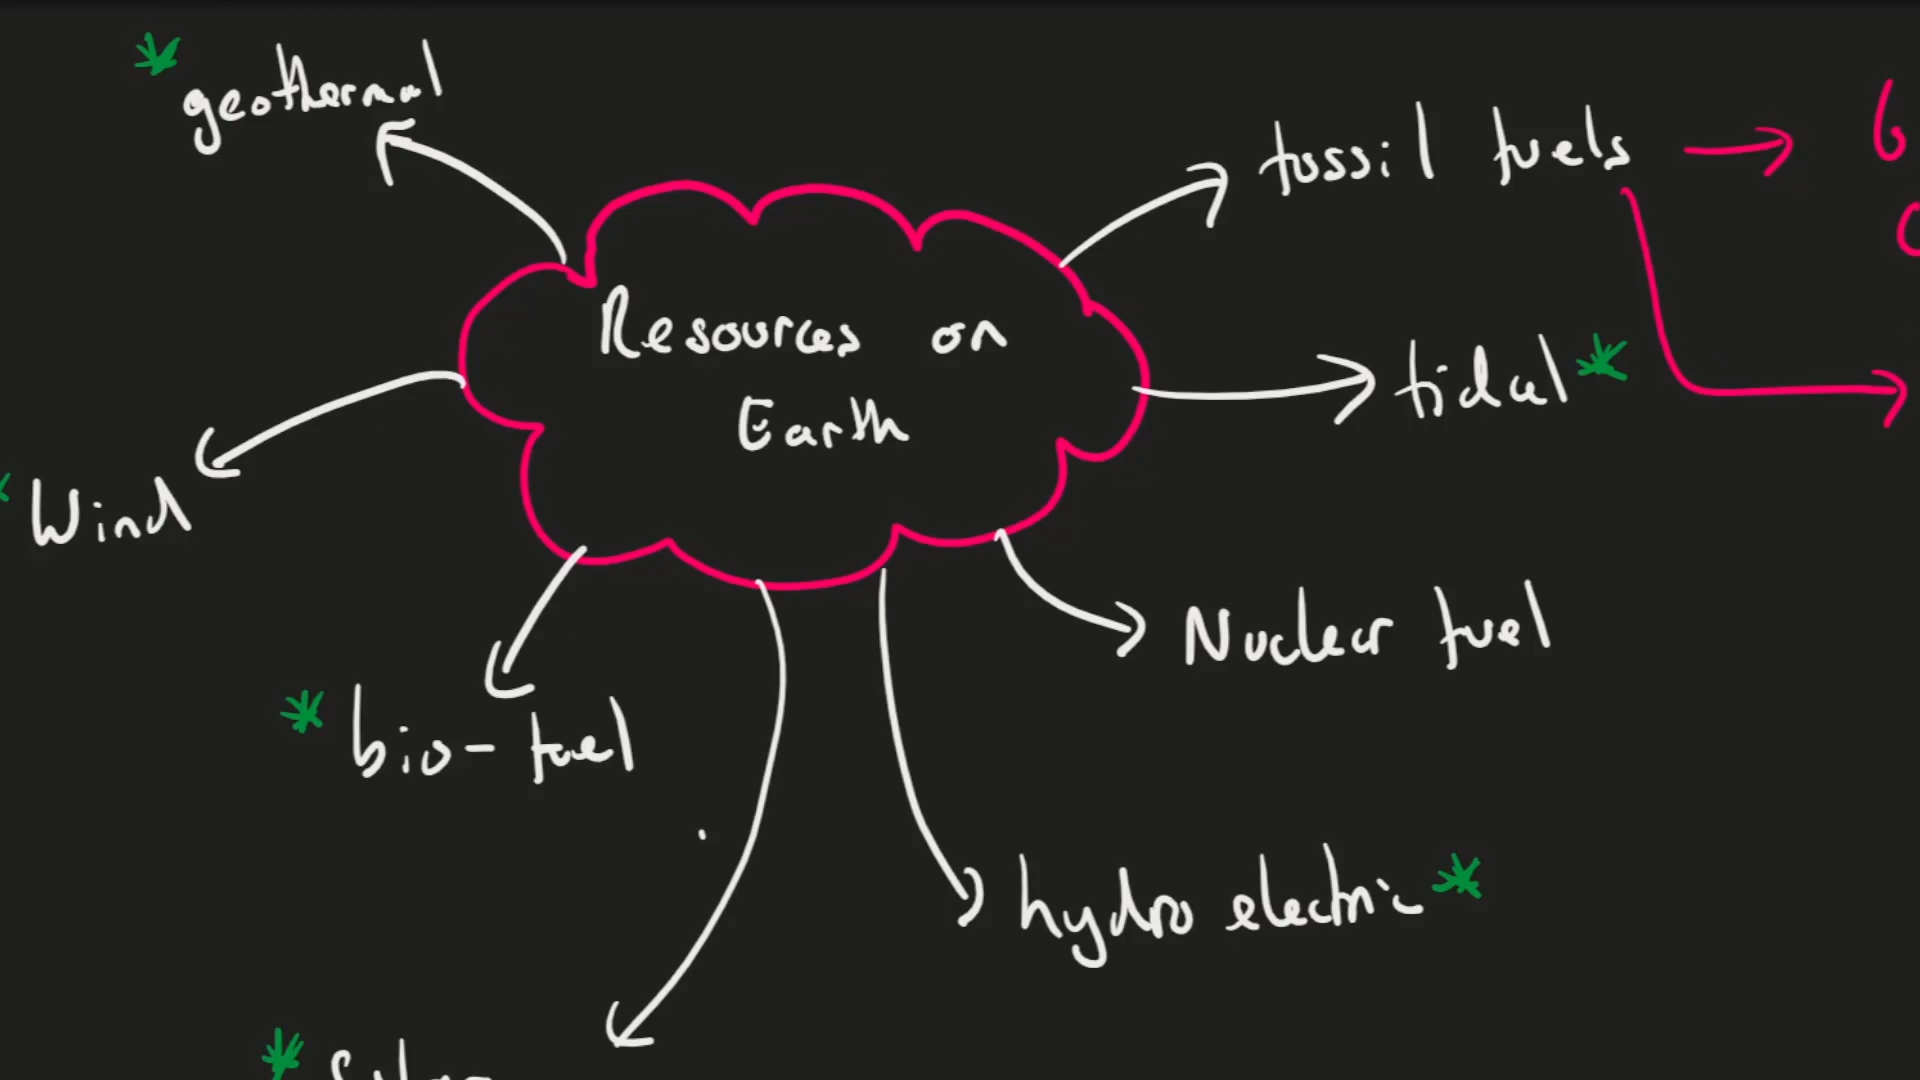 geothermal
fossil fuels
Resources on
Earth
tidal
Wind
Nuclear fuel
bio-fuel
hydro electric